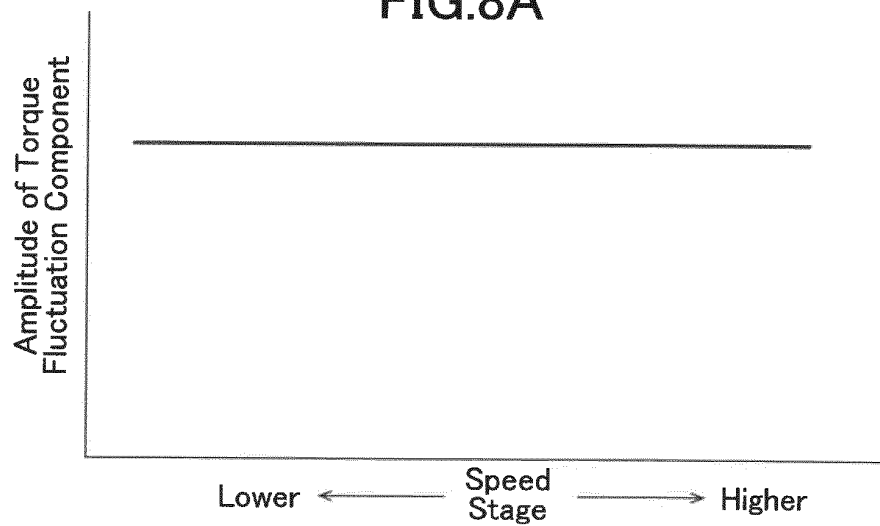 FIG.8A
Amplitude of Torque
Fluctuation Component
Lower
Speed
Stage
Higher